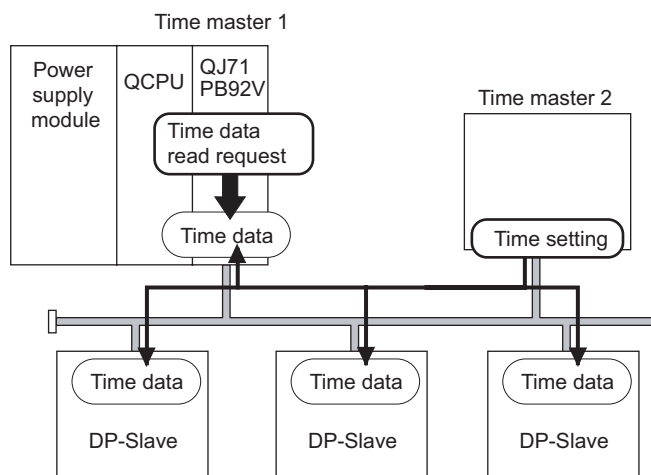 Time master 1
Power
supply
module
QCPU
QJ71
PB92V
Time data
read request
Time data
Time master 2
Time setting
Time data
Time data
Time data
DP-Slave
DP-Slave
DP-Slave